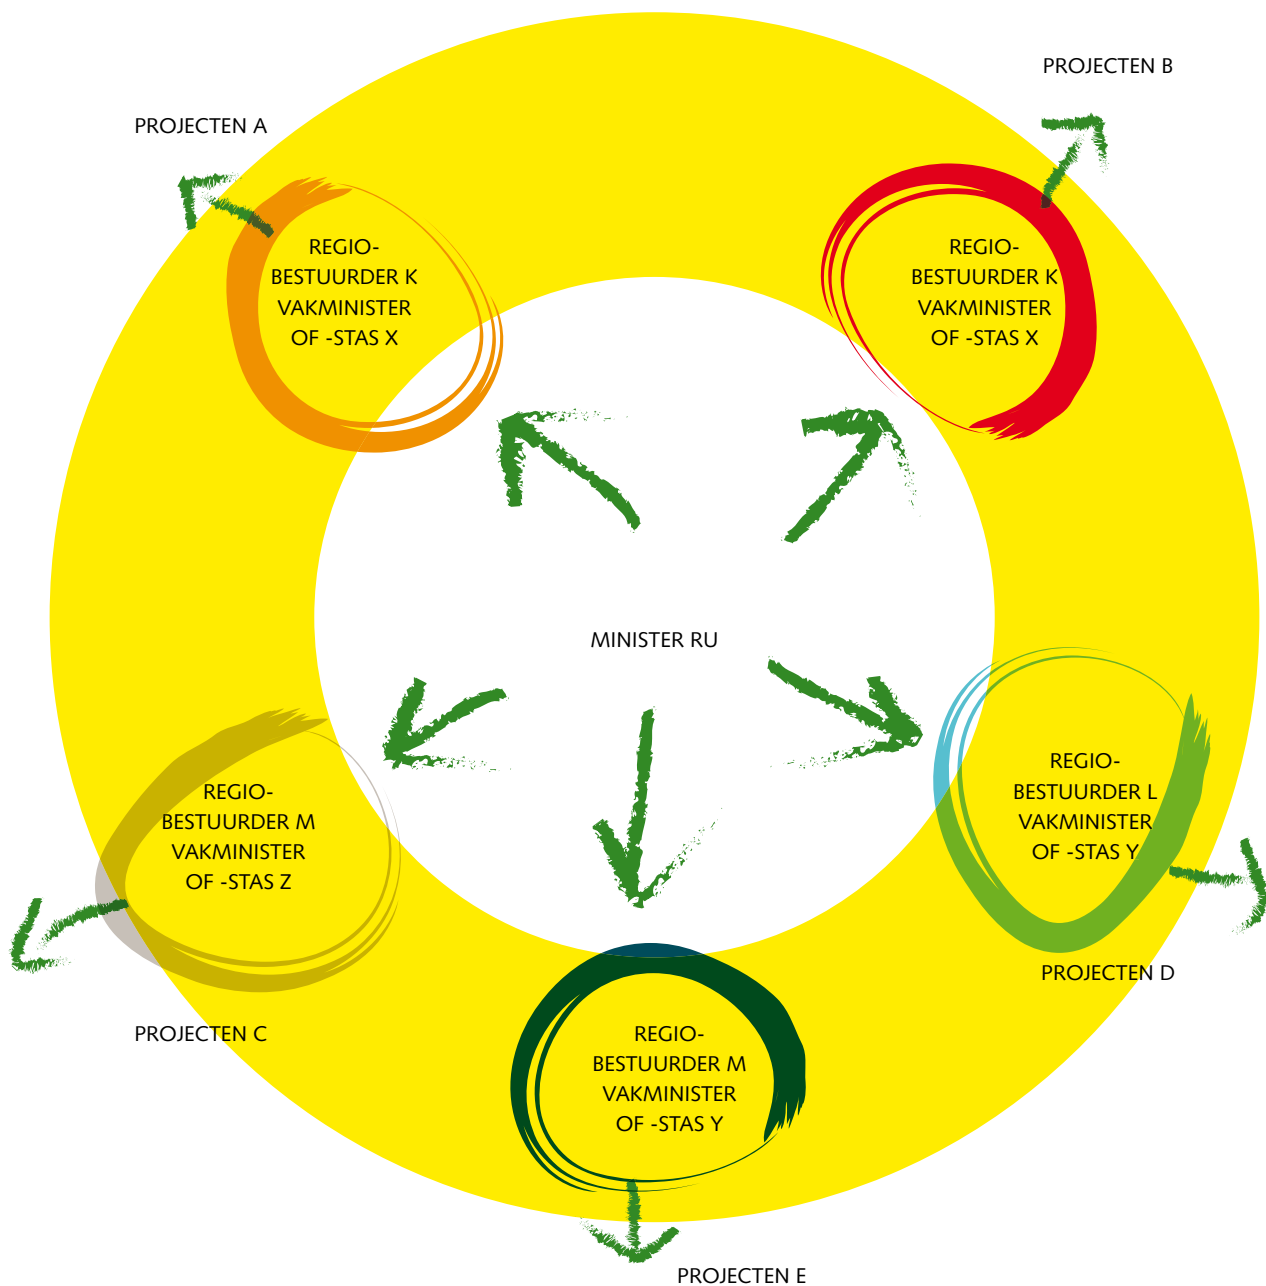 PROJECTEN B
PROJECTEN A
REGIO-
BESTUURDER K
VAKMINISTER
OF -STAS X
REGIO-
BESTUURDER K
VAKMINISTER
OF -STAS X
MINISTER RU
REGIO-
BESTUURDER L
VAKMINISTER
OF -STAS Y
REGIO-
BESTUURDER M
VAKMINISTER
OF -STAS Z
PROJECTEN D
PROJECTEN C
REGIO-
BESTUURDER M
VAKMINISTER
OF -STAS Y
PROJECTEN E